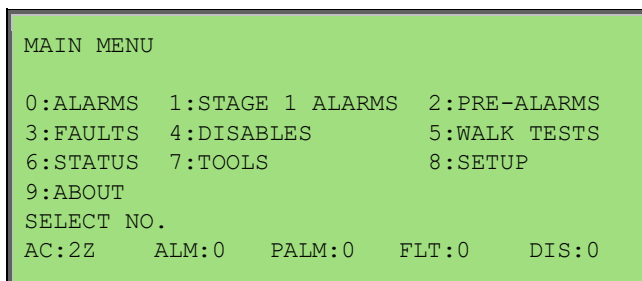 MAIN MENU
0:ALARMS 1:STAGE 1 ALARMS 2:PRE-ALARMS
3:FAULTS 4:DISABLES 5:WALK TESTS
6:STATUS 7:TOOLS 8:SETUP
9:ABOUT
SELECT NO.
AC:2Z ALM:0 PALM:0 FLT:0 DIS:0